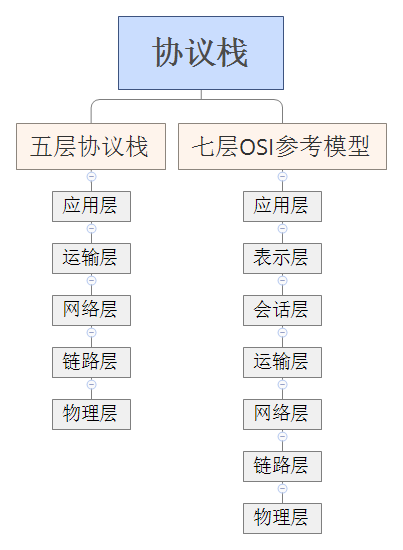 协议栈
五层协议栈
应用层
运输层
网络层
链路层
物理层
七层OSI参考模型
应用层
表示层
会话层
运输层
网络层
链路层
物理层